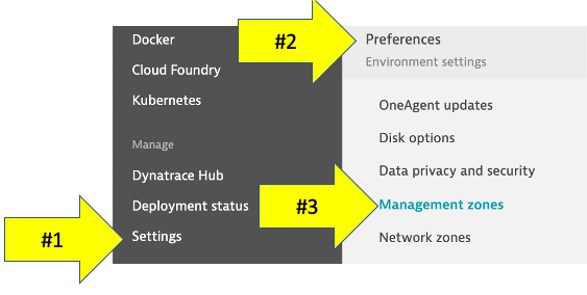 Docker
Cloud Foundry
Kubernetes
Manage
Dynatrace Hub
Deployment status
Settings
#1
#2
Preferences
Environment settings
OneAgent updates
Disk options
Data privacy and security
#3
Management zones
Network zones